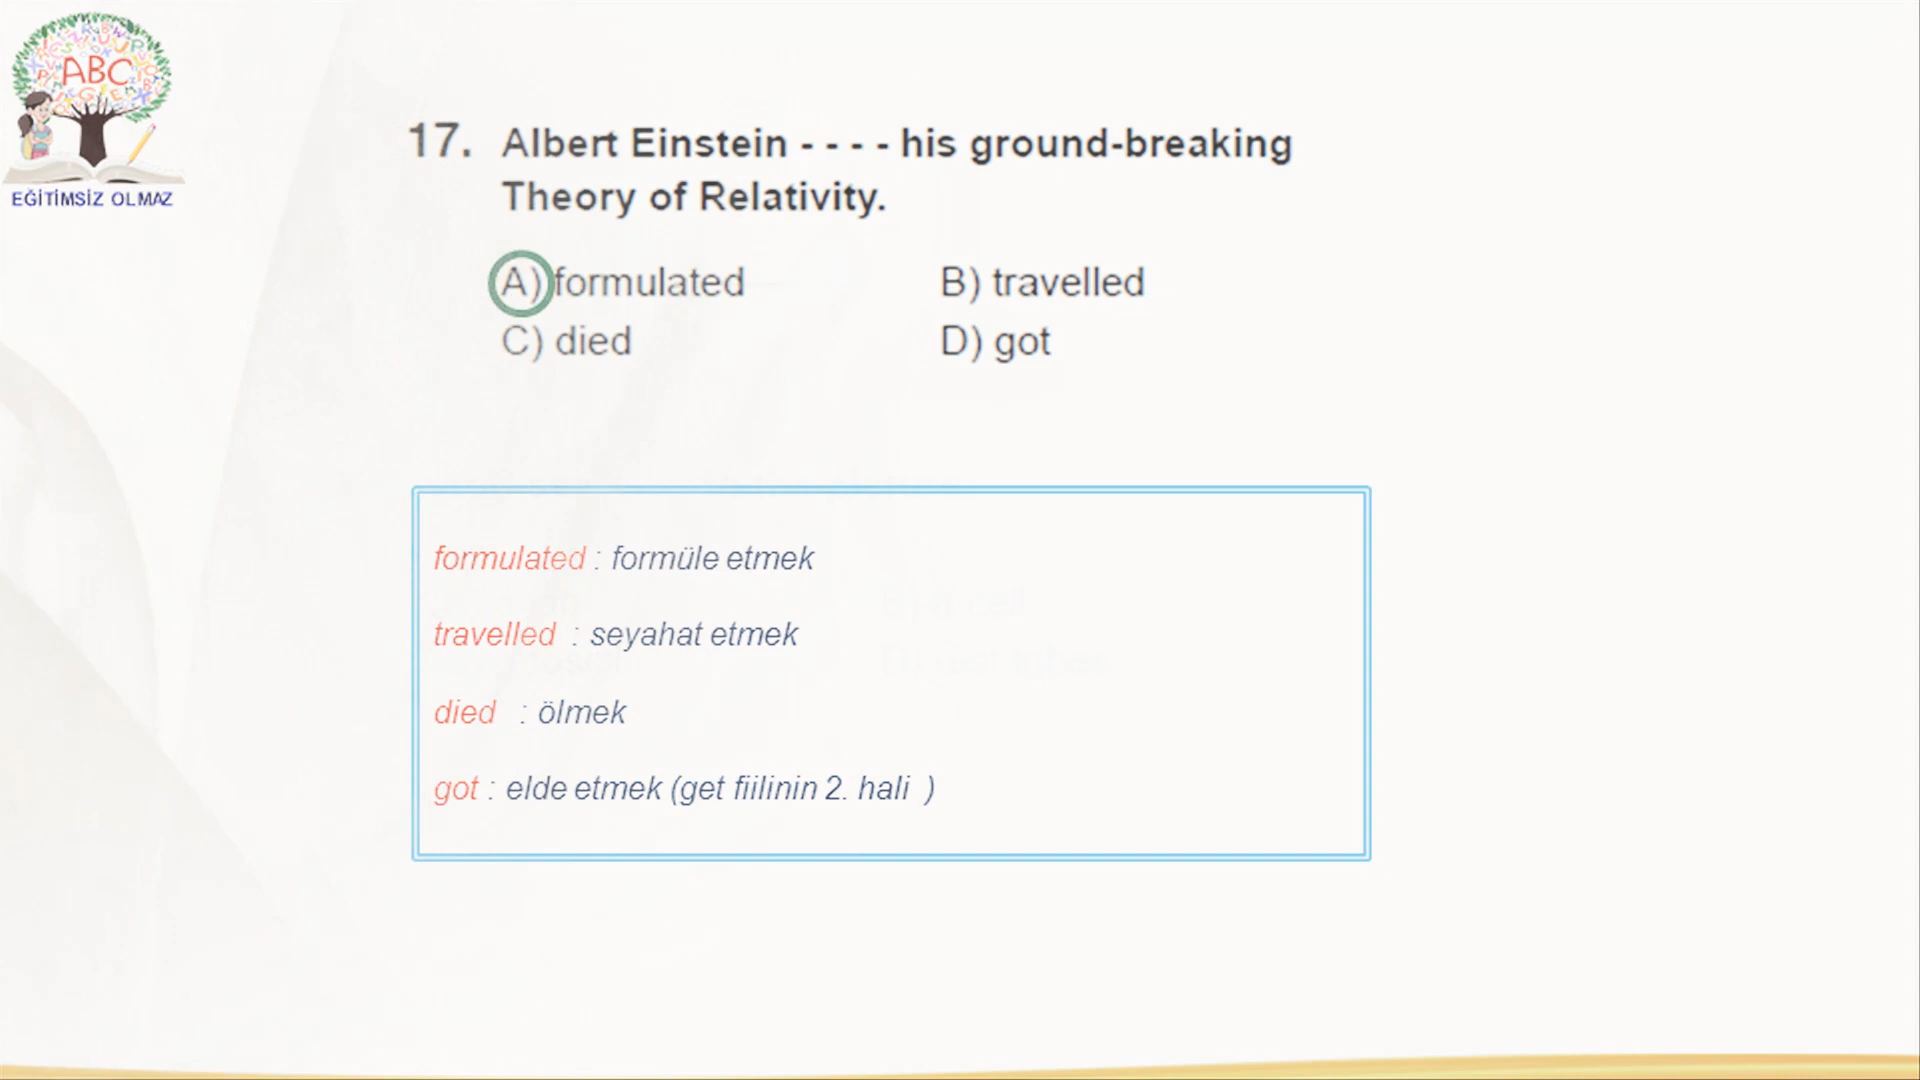 ABC
EĞİTİMSİZ OLMAZ
17. Albert Einstein - - - - his ground-breaking
Theory of Relativity.
A) formulated B) travelled
C) died D) got
formulated : formüle etmek
travelled : seyahat etmek
died : ölmek
got : elde etmek (get fiilinin 2. hali )